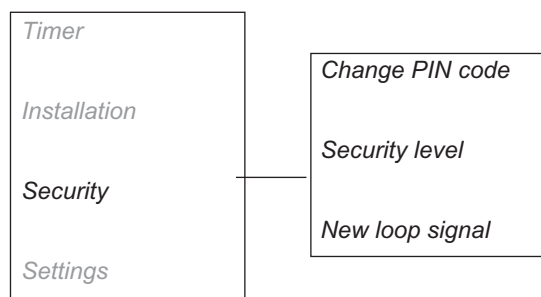 Timer
Installation
Security
Settings
Change PIN code
Security level
New loop signal